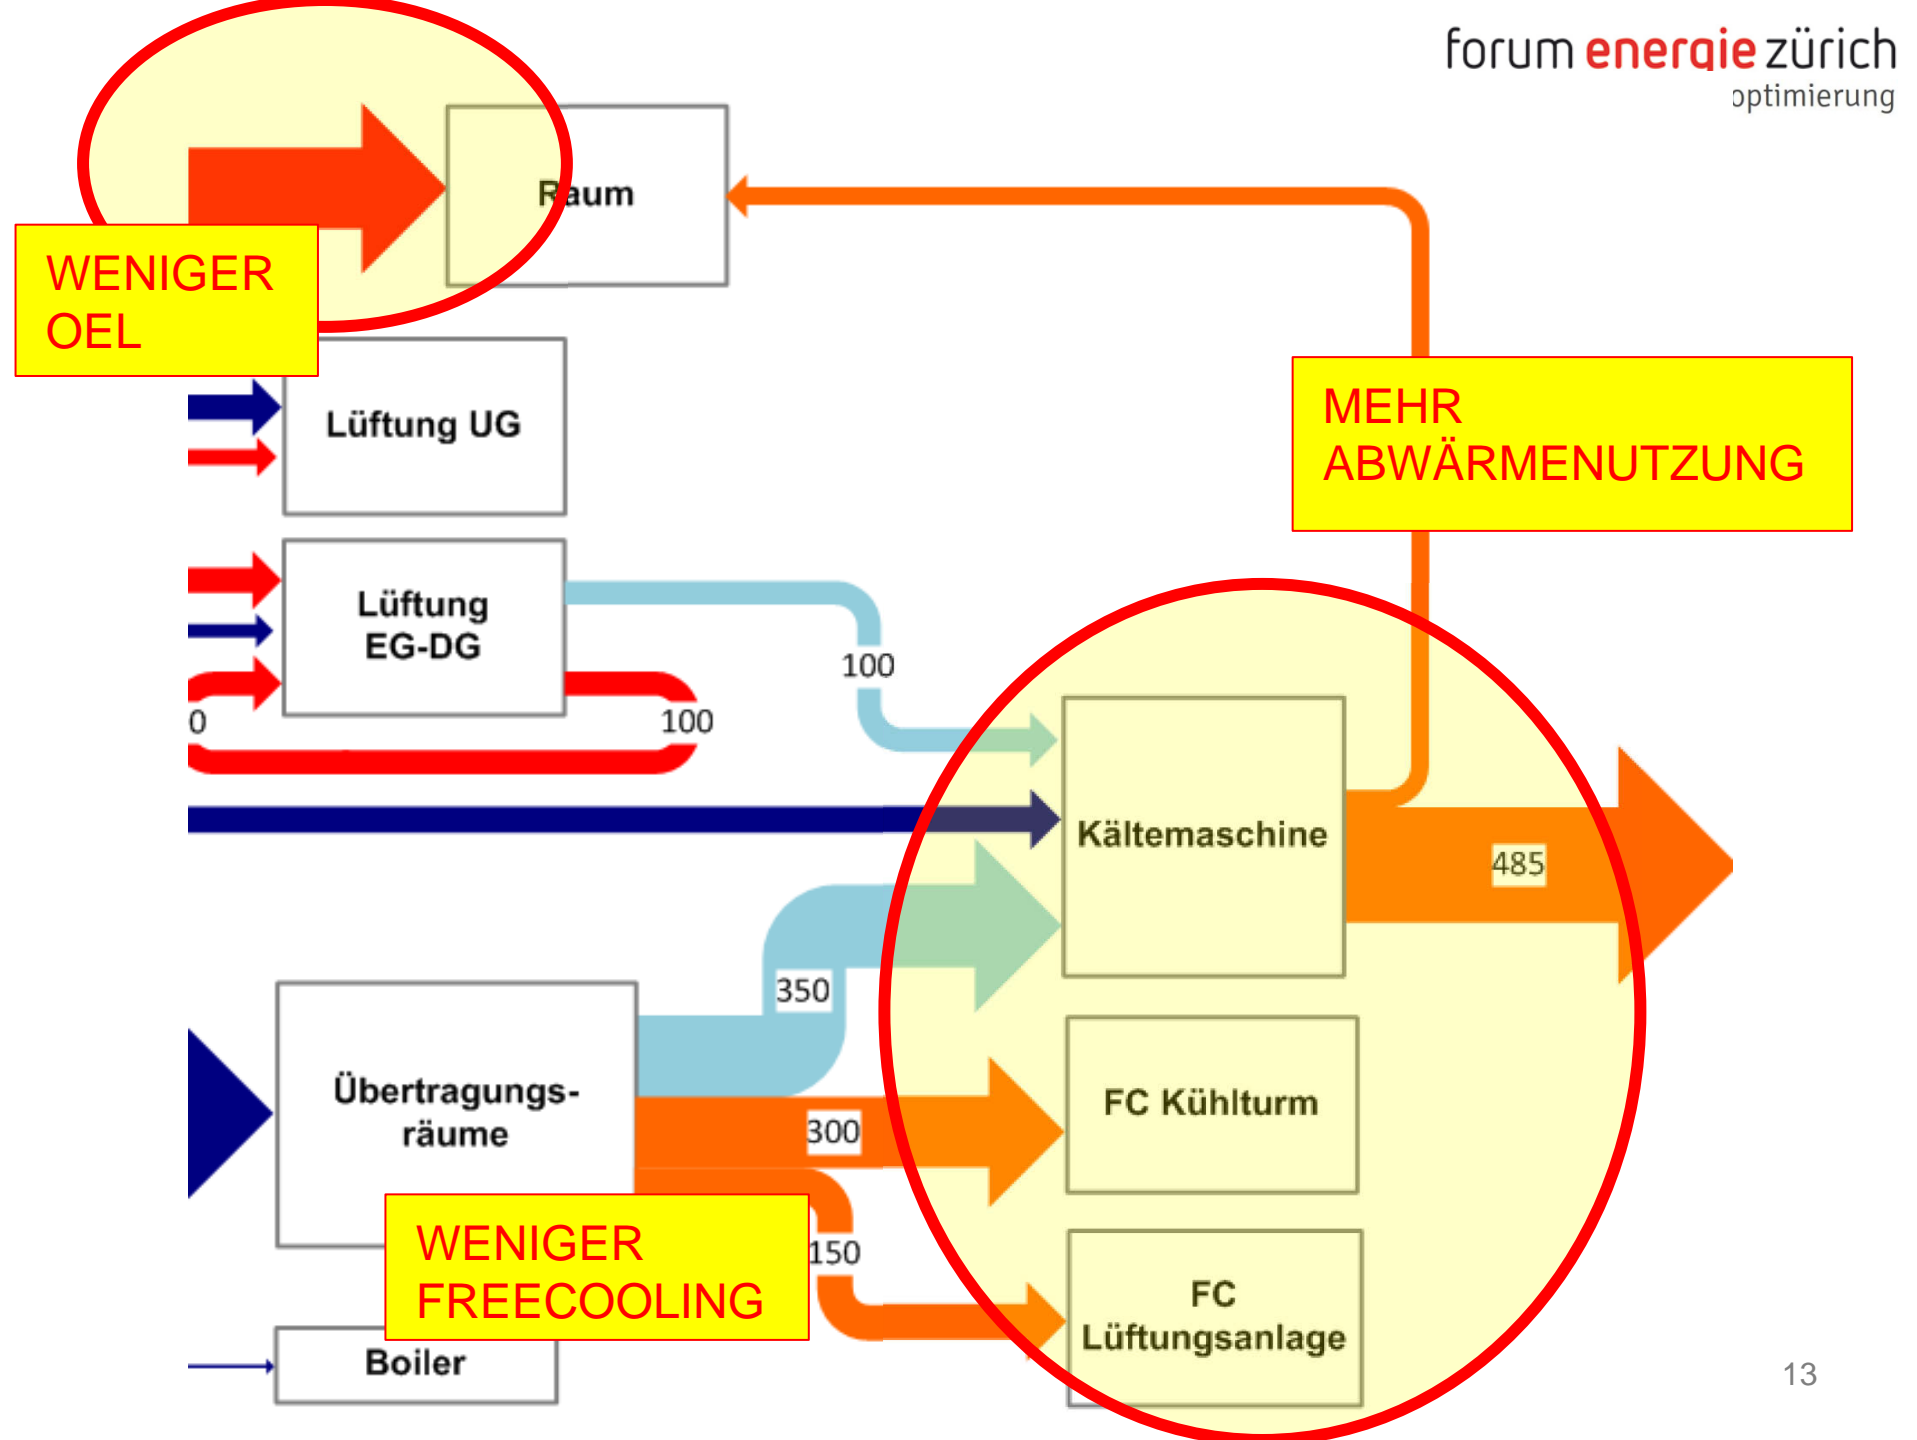 forum energie zürich
optimierung
Raum
WENIGER
OEL
Lüftung UG
MEHR
ABWÄRMENUTZUNG
Lüftung
EG-DG
100
0
100
Kältemaschine
485
350
Übertragungs-
räume
FC Kühlturm
300
WENIGER
FREECOOLING
150
FC
Lüftungsanlage
Boiler
13